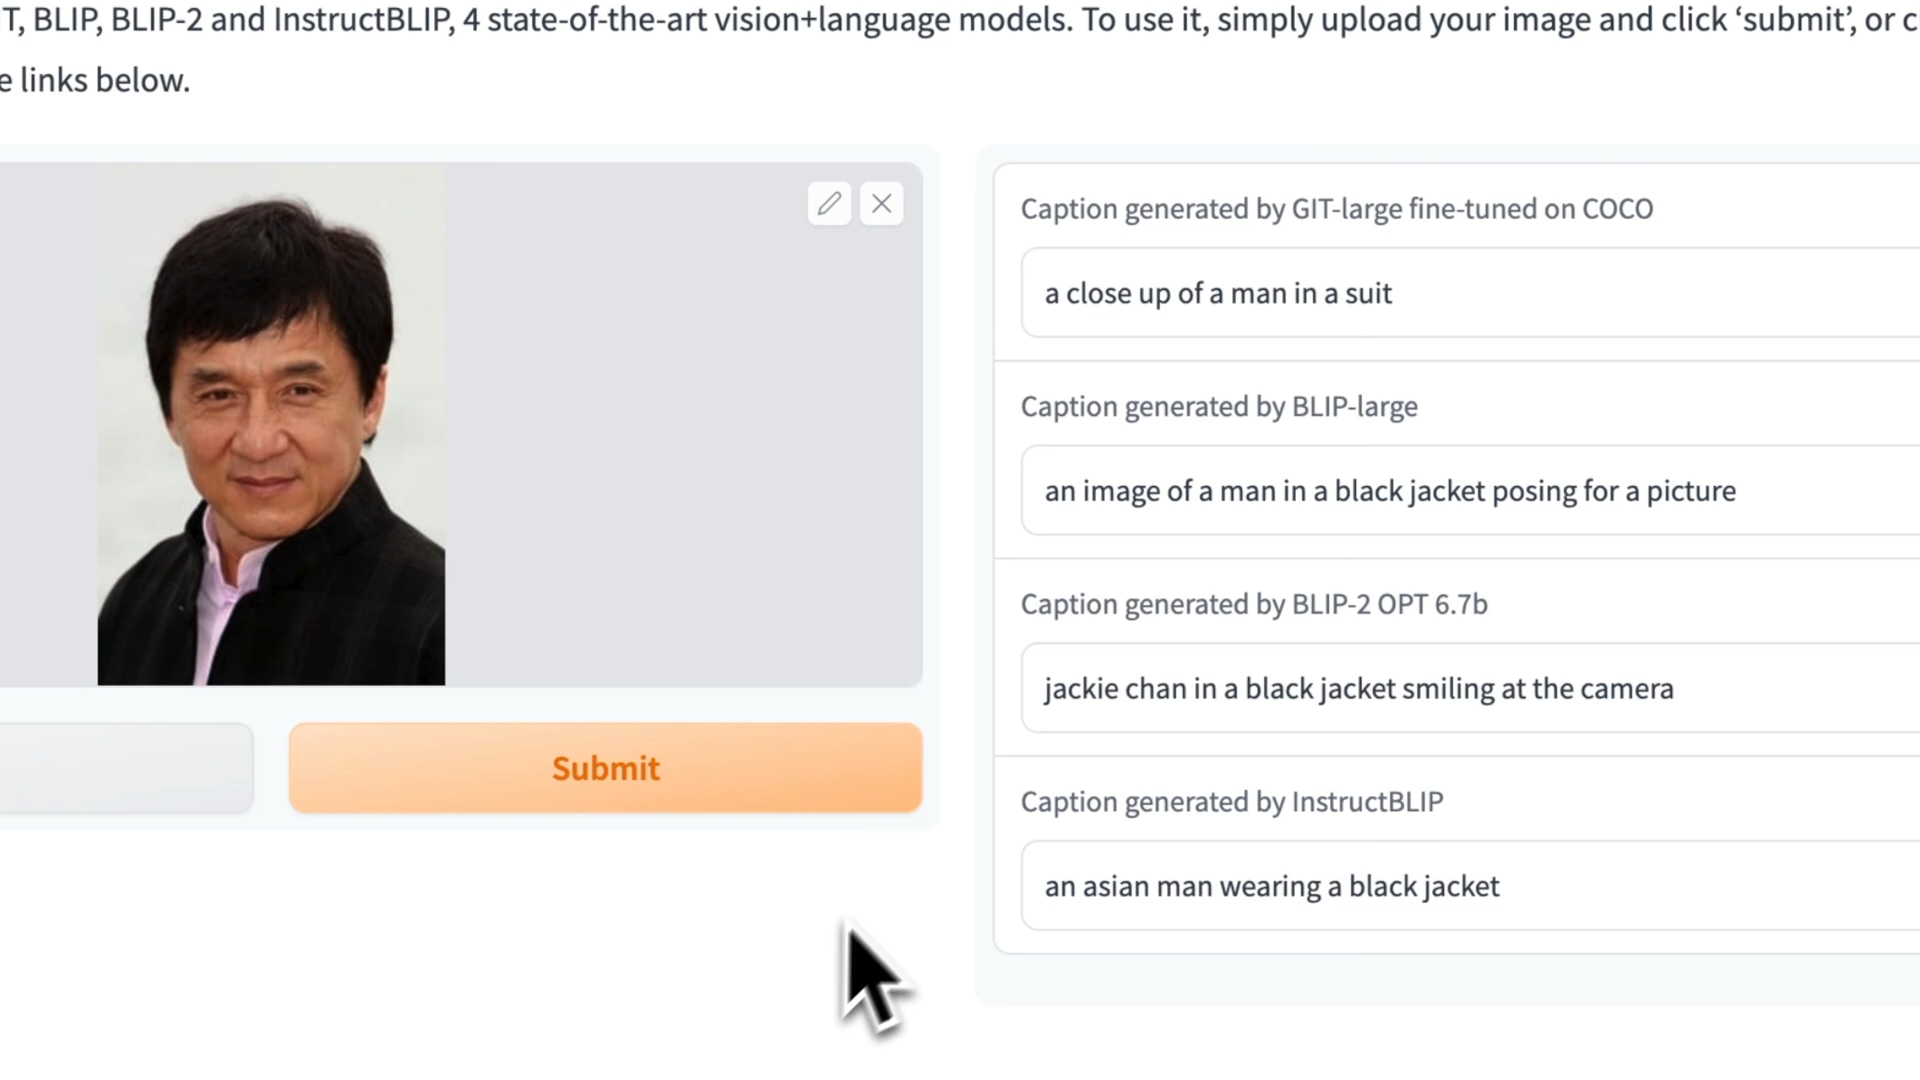 T, BLIP, BLIP-2 and InstructBLIP, 4 state-of-the-art vision+language models. To use it, simply upload your image and click ‘submit’, or c
e links below.
Caption generated by GIT-large fine-tuned on COCO
a close up of a man in a suit
Caption generated by BLIP-large
an image of a man in a black jacket posing for a picture
Caption generated by BLIP-2 OPT 6.7b
jackie chan in a black jacket smiling at the camera
Submit
Caption generated by InstructBLIP
an asian man wearing a black jacket